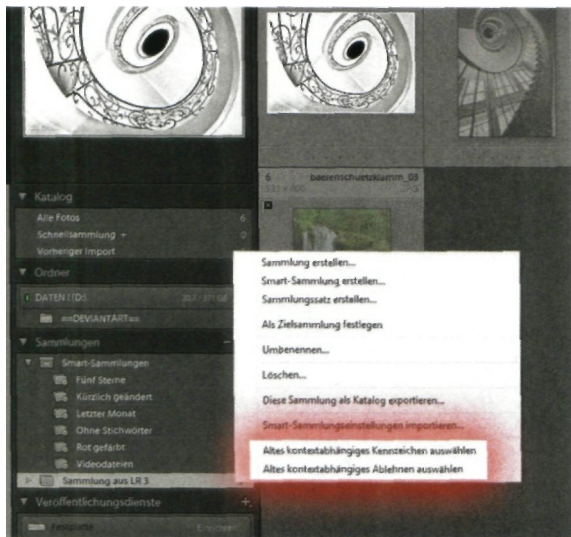 6 baerenschuetzklamm_03
JPG
Katalog
Alle Fotos 6
Schnellsammlung + 0
Vorheriger Import
Ordner
DATEN I (D:)
==DEVIANTART==
Sammlungen
Smart-Sammlungen
Fünf Sterne
Kürzlich geändert
Letzter Monat
Ohne Stichwörter
Rot gefärbt
Videodateien
Sammlung aus LR 3
Veröffentlichungsdienste
Festplatte Einrichten
Sammlung erstellen...
Smart-Sammlung erstellen...
Sammlungssatz erstellen...
Als Zielsammlung festlegen
Umbenennen...
Löschen...
Diese Sammlung als Katalog exportieren...
Smart-Sammlungseinstellungen importieren...
Altes kontextabhängiges Kennzeichen auswählen
Altes kontextabhängiges Ablehnen auswählen